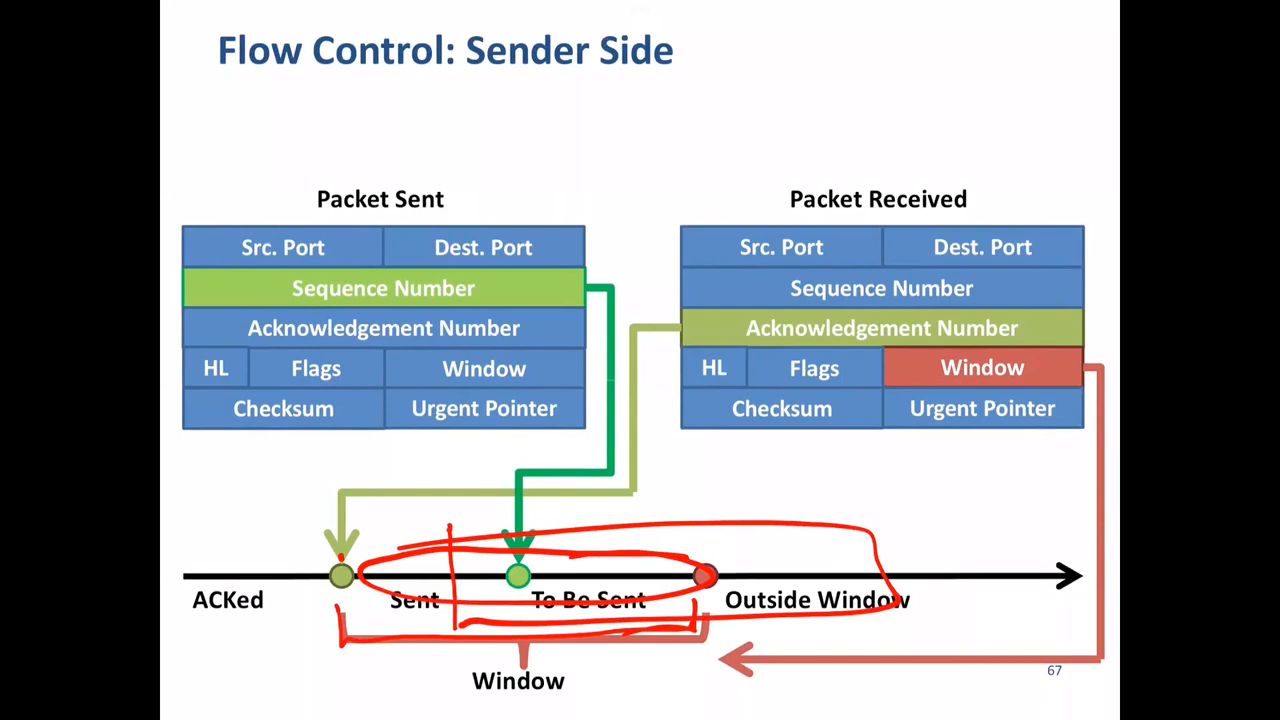 Flow Control: Sender Side
Packet Sent
Src. Port Dest. Port
Sequence Number
Acknowledgement Number
HL Flags Window
Checksum Urgent Pointer
Packet Received
Src. Port Dest. Port
Sequence Number
Acknowledgement Number
HL Flags Window
Checksum Urgent Pointer
ACKed Sent To Be Sent Outside Window
Window
67